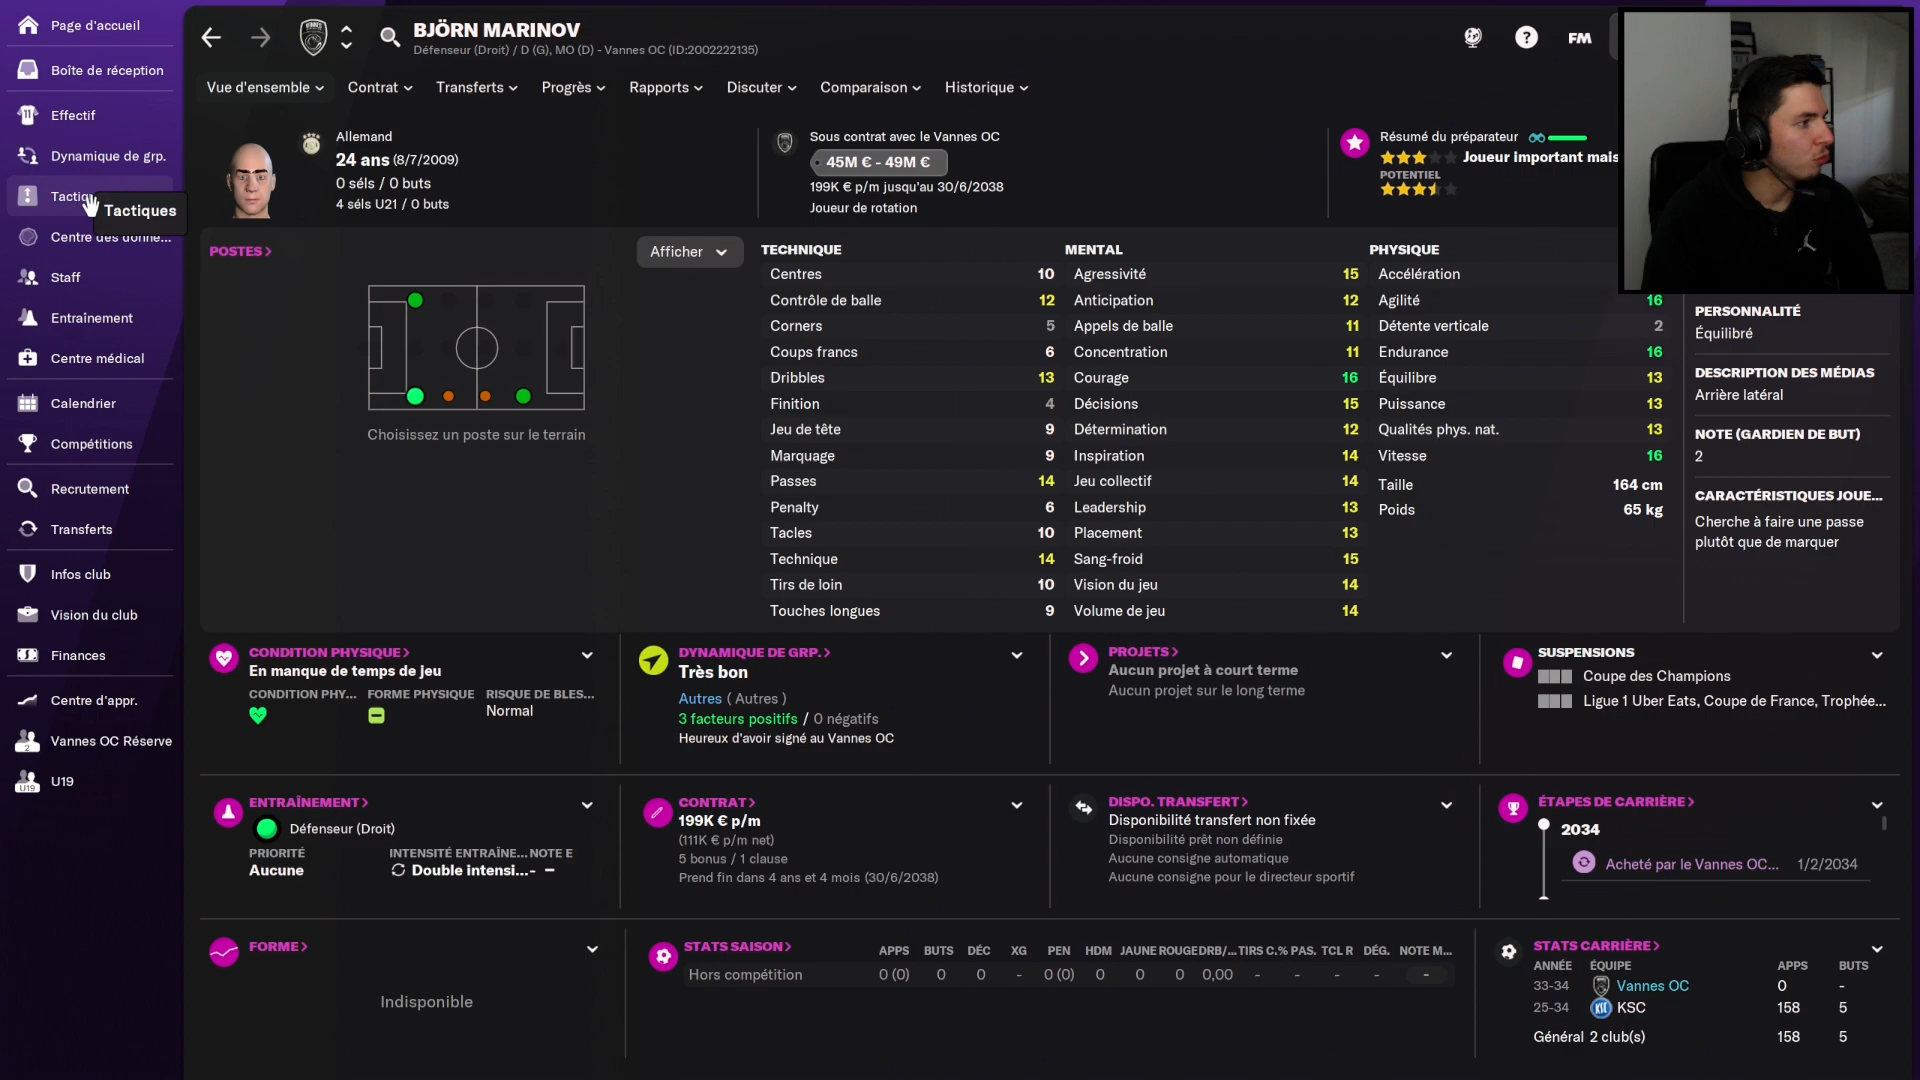 Page d'accueil
Boîte de réception
Effectif
Dynamique de grp.
Tactiques
Centre des donné...
Staff
Entraînement
Centre médical
Calendrier
Compétitions
Recrutement
Transferts
Infos club
Vision du club
Finances
Centre d'appr.
Vannes OC Réserve
U19
BJÖRN MARINOV
Défenseur (Droit) / D (G), MO (D) - Vannes OC (ID:2002222135)
FM
Vue d'ensemble
Contrat
Transferts
Progrès
Rapports
Discuter
Comparaison
Historique
Allemand
24 ans (8/7/2009)
0 séls / 0 buts
4 séls U21 / 0 buts
Sous contrat avec le Vannes OC
45M € - 49M €
199K € p/m jusqu'au 30/6/2038
Joueur de rotation
Résumé du préparateur
Joueur important mais
POTENTIEL
POSTES
Choisissez un poste sur le terrain
Afficher
TECHNIQUE
Centres 10
Contrôle de balle 12
Corners 5
Coups francs 6
Dribbles 13
Finition 4
Jeu de tête 9
Marquage 9
Passes 14
Penalty 6
Tacles 10
Technique 14
Tirs de loin 10
Touches longues 9
MENTAL
Agressivité 15
Anticipation 12
Appels de balle 11
Concentration 11
Courage 16
Décisions 15
Détermination 12
Inspiration 14
Jeu collectif 14
Leadership 13
Placement 13
Sang-froid 15
Vision du jeu 14
Volume de jeu 14
PHYSIQUE
Accélération
Agilité 16
Détente verticale 2
Endurance 16
Équilibre 13
Puissance 13
Qualités phys. nat. 13
Vitesse 16
Taille 164 cm
Poids 65 kg
PERSONNALITÉ
Équilibré
DESCRIPTION DES MÉDIAS
Arrière latéral
NOTE (GARDIEN DE BUT)
2
CARACTÉRISTIQUES JOUE...
Cherche à faire une passe
plutôt que de marquer
CONDITION PHYSIQUE
En manque de temps de jeu
CONDITION PHY... FORME PHYSIQUE RISQUE DE BLES...
Normal
DYNAMIQUE DE GRP.
Très bon
Autres ( Autres )
3 facteurs positifs / 0 négatifs
Heureux d'avoir signé au Vannes OC
PROJETS
Aucun projet à court terme
Aucun projet sur le long terme
SUSPENSIONS
Coupe des Champions
Ligue 1 Uber Eats, Coupe de France, Trophée...
ENTRAÎNEMENT
Défenseur (Droit)
PRIORITÉ INTENSITÉ ENTRAÎNE... NOTE E
Aucune Double intensi... - –
CONTRAT
199K € p/m
(111K € p/m net)
5 bonus / 1 clause
Prend fin dans 4 ans et 4 mois (30/6/2038)
DISPO. TRANSFERT
Disponibilité transfert non fixée
Disponibilité prêt non définie
Aucune consigne automatique
Aucune consigne pour le directeur sportif
ÉTAPES DE CARRIÈRE
2034
Acheté par le Vannes OC... 1/2/2034
FORME
Indisponible
STATS SAISON APPS BUTS DÉC XG PEN HDM JAUNE ROUGE DRB/... TIRS C. % PAS. TCL R DÉG. NOTE M...
Hors compétition 0 (0) 0 0 - 0 (0) 0 0 0 0,00 - - - - -
STATS CARRIÈRE
ANNÉE ÉQUIPE APPS BUTS
33-34 Vannes OC 0 -
25-34 KSC 158 5
Général 2 club(s) 158 5